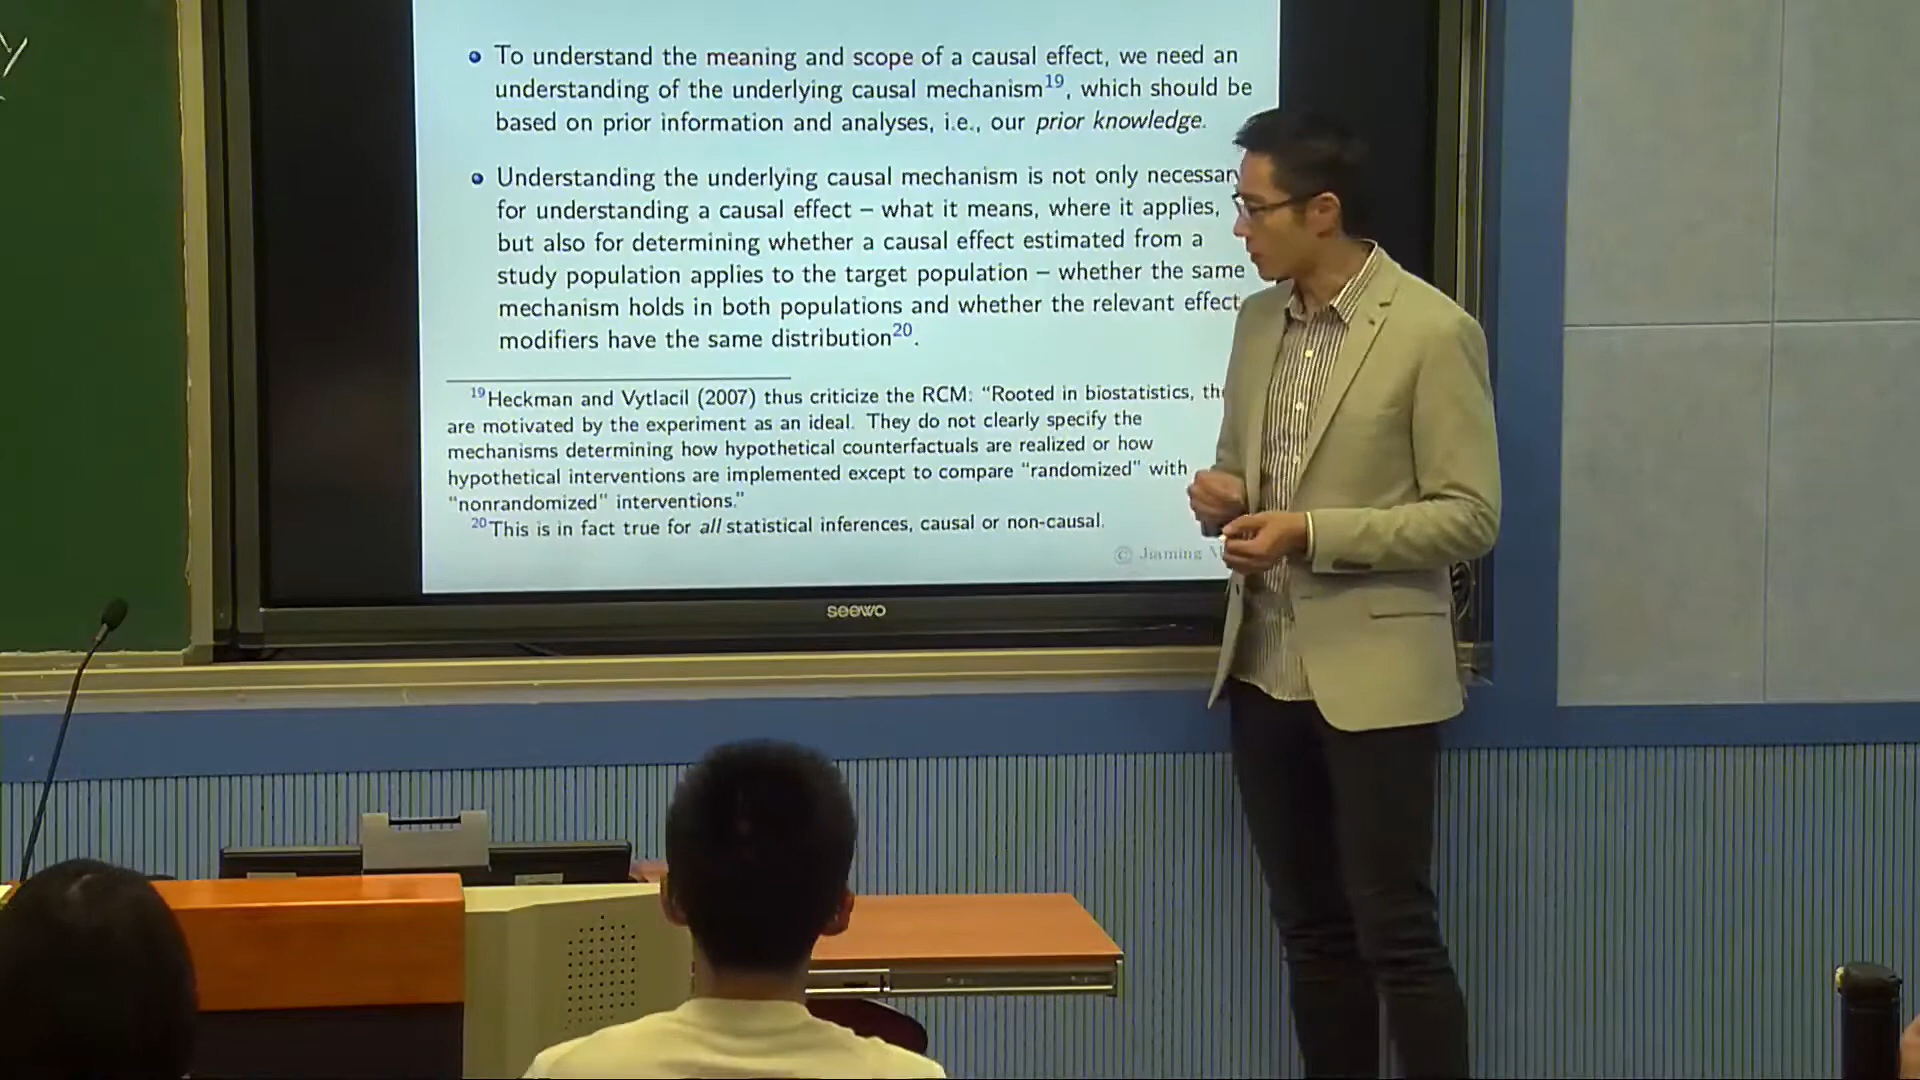 • To understand the meaning and scope of a causal effect, we need an
understanding of the underlying causal mechanism¹⁹, which should be
based on prior information and analyses, i.e., our prior knowledge.
• Understanding the underlying causal mechanism is not only necessary
for understanding a causal effect – what it means, where it applies,
but also for determining whether a causal effect estimated from a
study population applies to the target population – whether the same
mechanism holds in both populations and whether the relevant effect
modifiers have the same distribution²⁰.
¹⁹Heckman and Vytlacil (2007) thus criticize the RCM: "Rooted in biostatistics,
are motivated by the experiment as an ideal. They do not clearly specify the
mechanisms determining how hypothetical counterfactuals are realized or how
hypothetical interventions are implemented except to compare "randomized" with
"nonrandomized" interventions."
²⁰This is in fact true for all statistical inferences, causal or non-causal.
© Jiaming
seewo